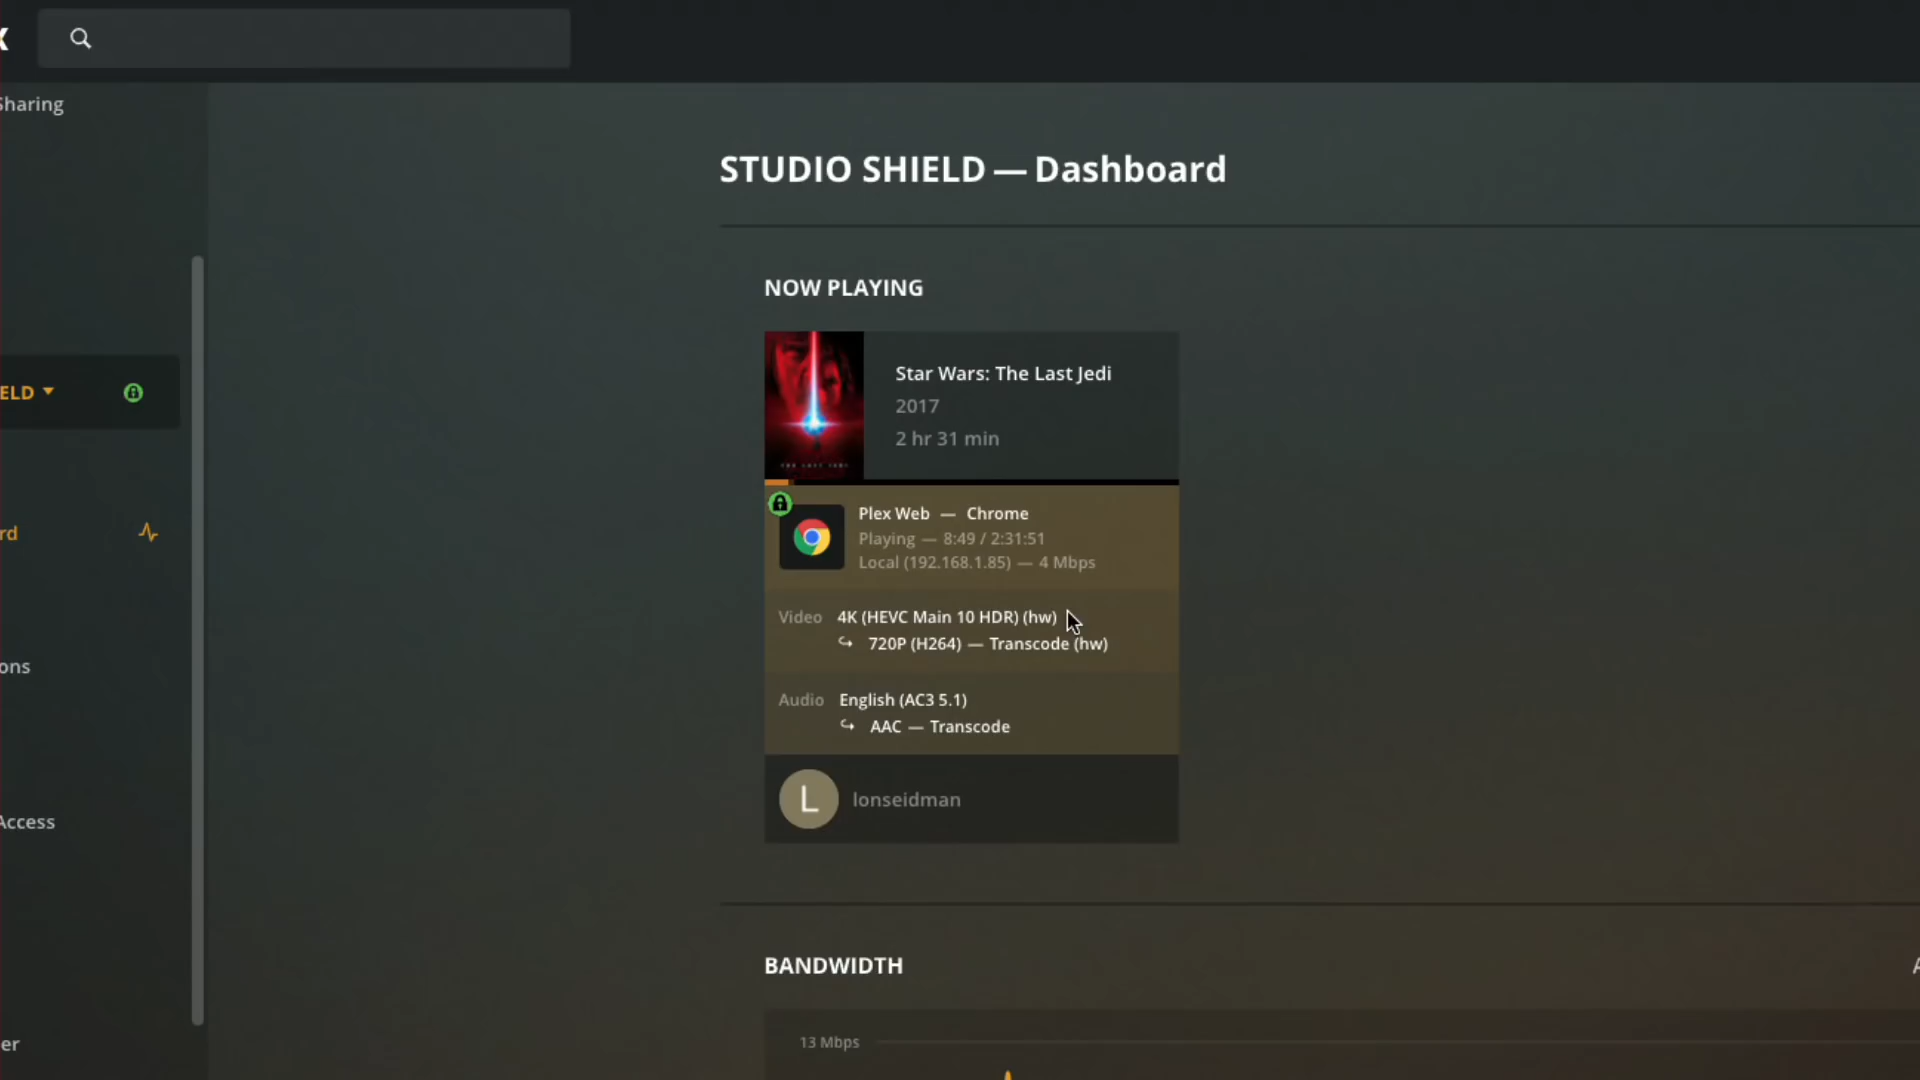 Sharing
STUDIO SHIELD — Dashboard
NOW PLAYING
Star Wars: The Last Jedi
2017
2 hr 31 min
THE LAST JEDI
ELD
Plex Web — Chrome
Playing — 8:49 / 2:31:51
Local (192.168.1.85) — 4 Mbps
rd
Video 4K (HEVC Main 10 HDR) (hw)
720P (H264) — Transcode (hw)
ons
Audio English (AC3 5.1)
AAC — Transcode
L lonseidman
Access
BANDWIDTH
13 Mbps
er